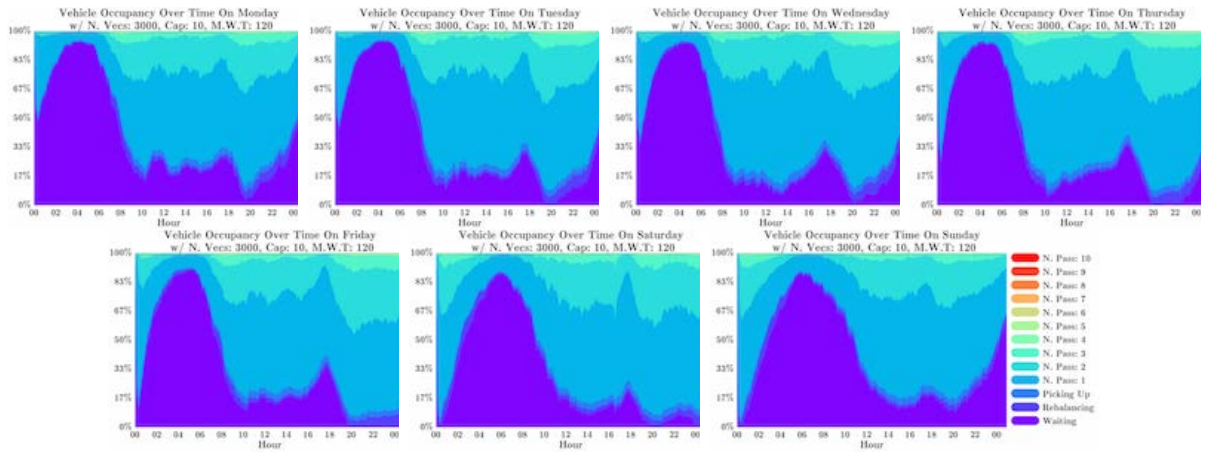 Vehicle Occupancy Over Time On Monday
w/ N. Vecs: 3000, Cap: 10, M.W.T: 120
100%
83%
67%
50%
33%
17%
0%
00 02 04 06 08 10 12 14 16 18 20 22 00
Hour
Vehicle Occupancy Over Time On Tuesday
w/ N. Vecs: 3000, Cap: 10, M.W.T: 120
100%
83%
67%
50%
33%
17%
0%
00 02 04 06 08 10 12 14 16 18 20 22 00
Hour
Vehicle Occupancy Over Time On Wednesday
w/ N. Vecs: 3000, Cap: 10, M.W.T: 120
100%
83%
67%
50%
33%
17%
0%
00 02 04 06 08 10 12 14 16 18 20 22 00
Hour
Vehicle Occupancy Over Time On Thursday
w/ N. Vecs: 3000, Cap: 10, M.W.T: 120
100%
83%
67%
50%
33%
17%
0%
00 02 04 06 08 10 12 14 16 18 20 22 00
Hour
Vehicle Occupancy Over Time On Friday
w/ N. Vecs: 3000, Cap: 10, M.W.T: 120
100%
83%
67%
50%
33%
17%
0%
00 02 04 06 08 10 12 14 16 18 20 22 00
Hour
Vehicle Occupancy Over Time On Saturday
w/ N. Vecs: 3000, Cap: 10, M.W.T: 120
100%
83%
67%
50%
33%
17%
0%
00 02 04 06 08 10 12 14 16 18 20 22 00
Hour
Vehicle Occupancy Over Time On Sunday
w/ N. Vecs: 3000, Cap: 10, M.W.T: 120
100%
83%
67%
50%
33%
17%
0%
00 02 04 06 08 10 12 14 16 18 20 22 00
Hour
N. Pass: 10
N. Pass: 9
N. Pass: 8
N. Pass: 7
N. Pass: 6
N. Pass: 5
N. Pass: 4
N. Pass: 3
N. Pass: 2
N. Pass: 1
Picking Up
Rebalancing
Waiting